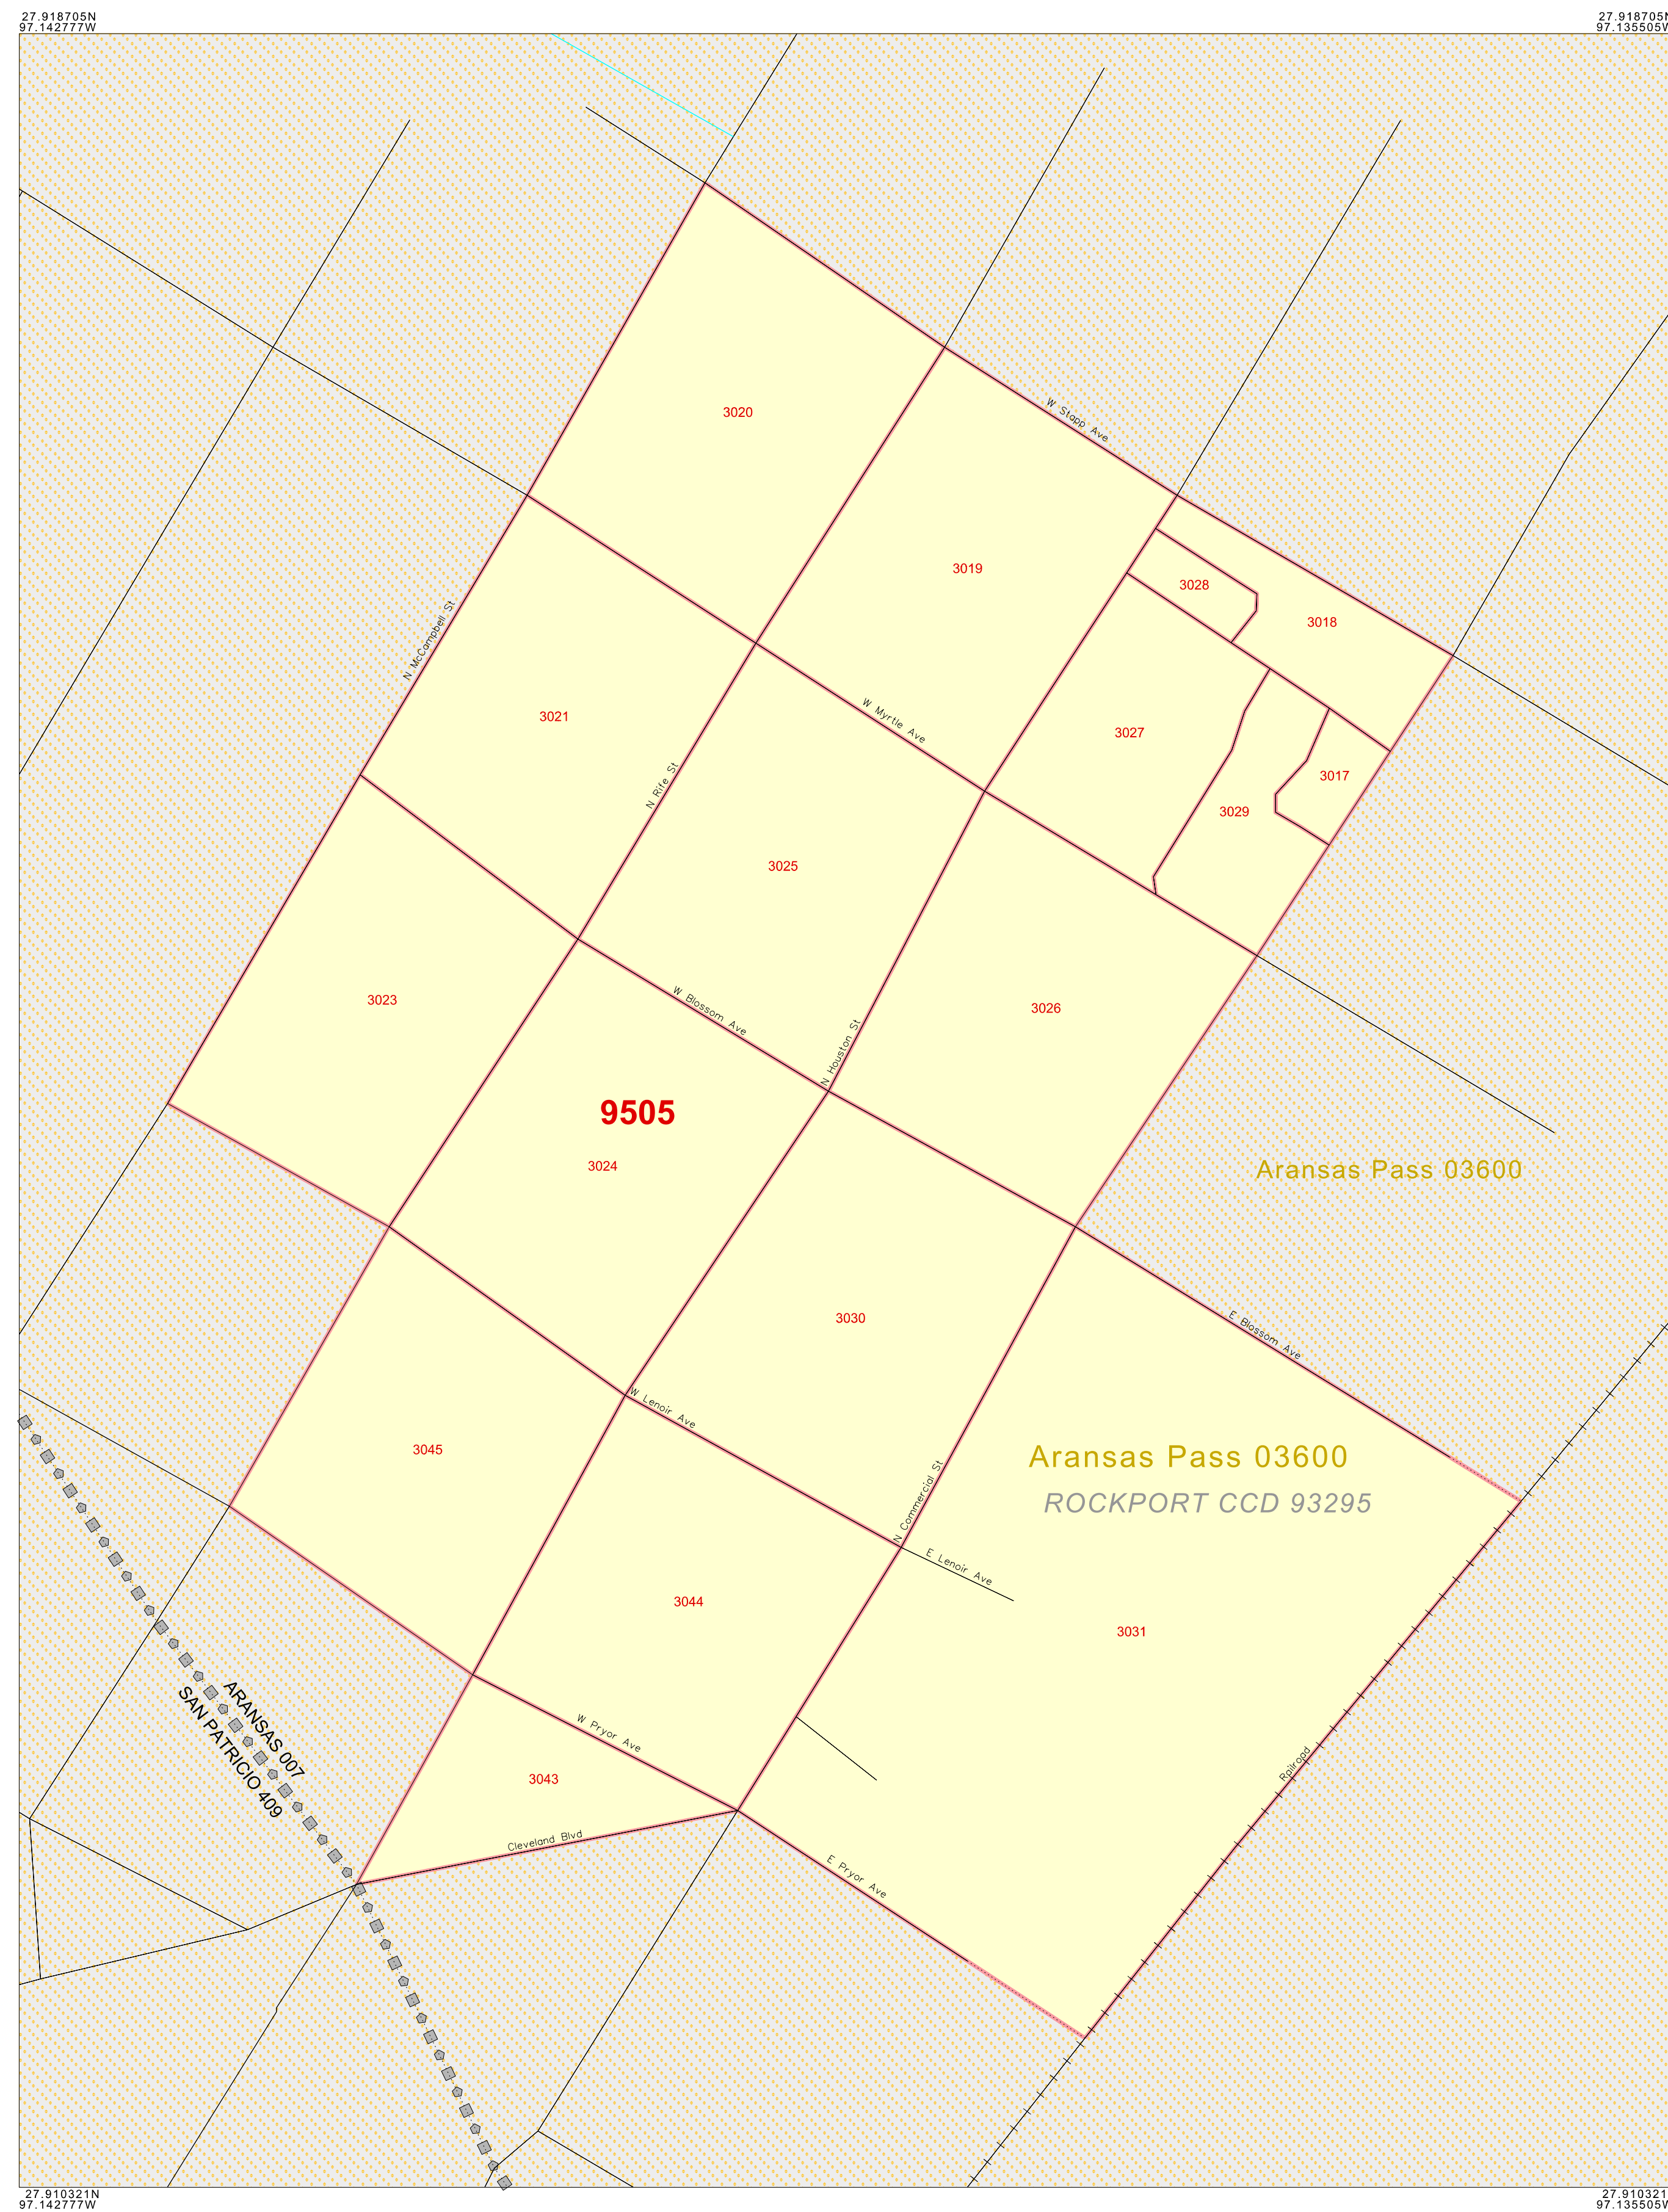 27.918705N
97.142777W
27.918705N
97.135505W
W Stapp Ave
3020
3019
3028
3018
N McCampbell St
3021
W Myrtle Ave
3027
N Rife St
3017
3029
3025
3023
W Blossom Ave
3026
N Houston St
9505
3024
Aransas Pass 03600
3030
E Blossom Ave
W Lenoir Ave
3045
Aransas Pass 03600
ROCKPORT CCD 93295
N Commercial St
E Lenoir Ave
3044
3031
ARANSAS 007
SAN PATRICIO 409
W Pryor Ave
3043
Railroad
Cleveland Blvd
E Pryor Ave
27.910321N
97.142777W
27.910321
97.135505W